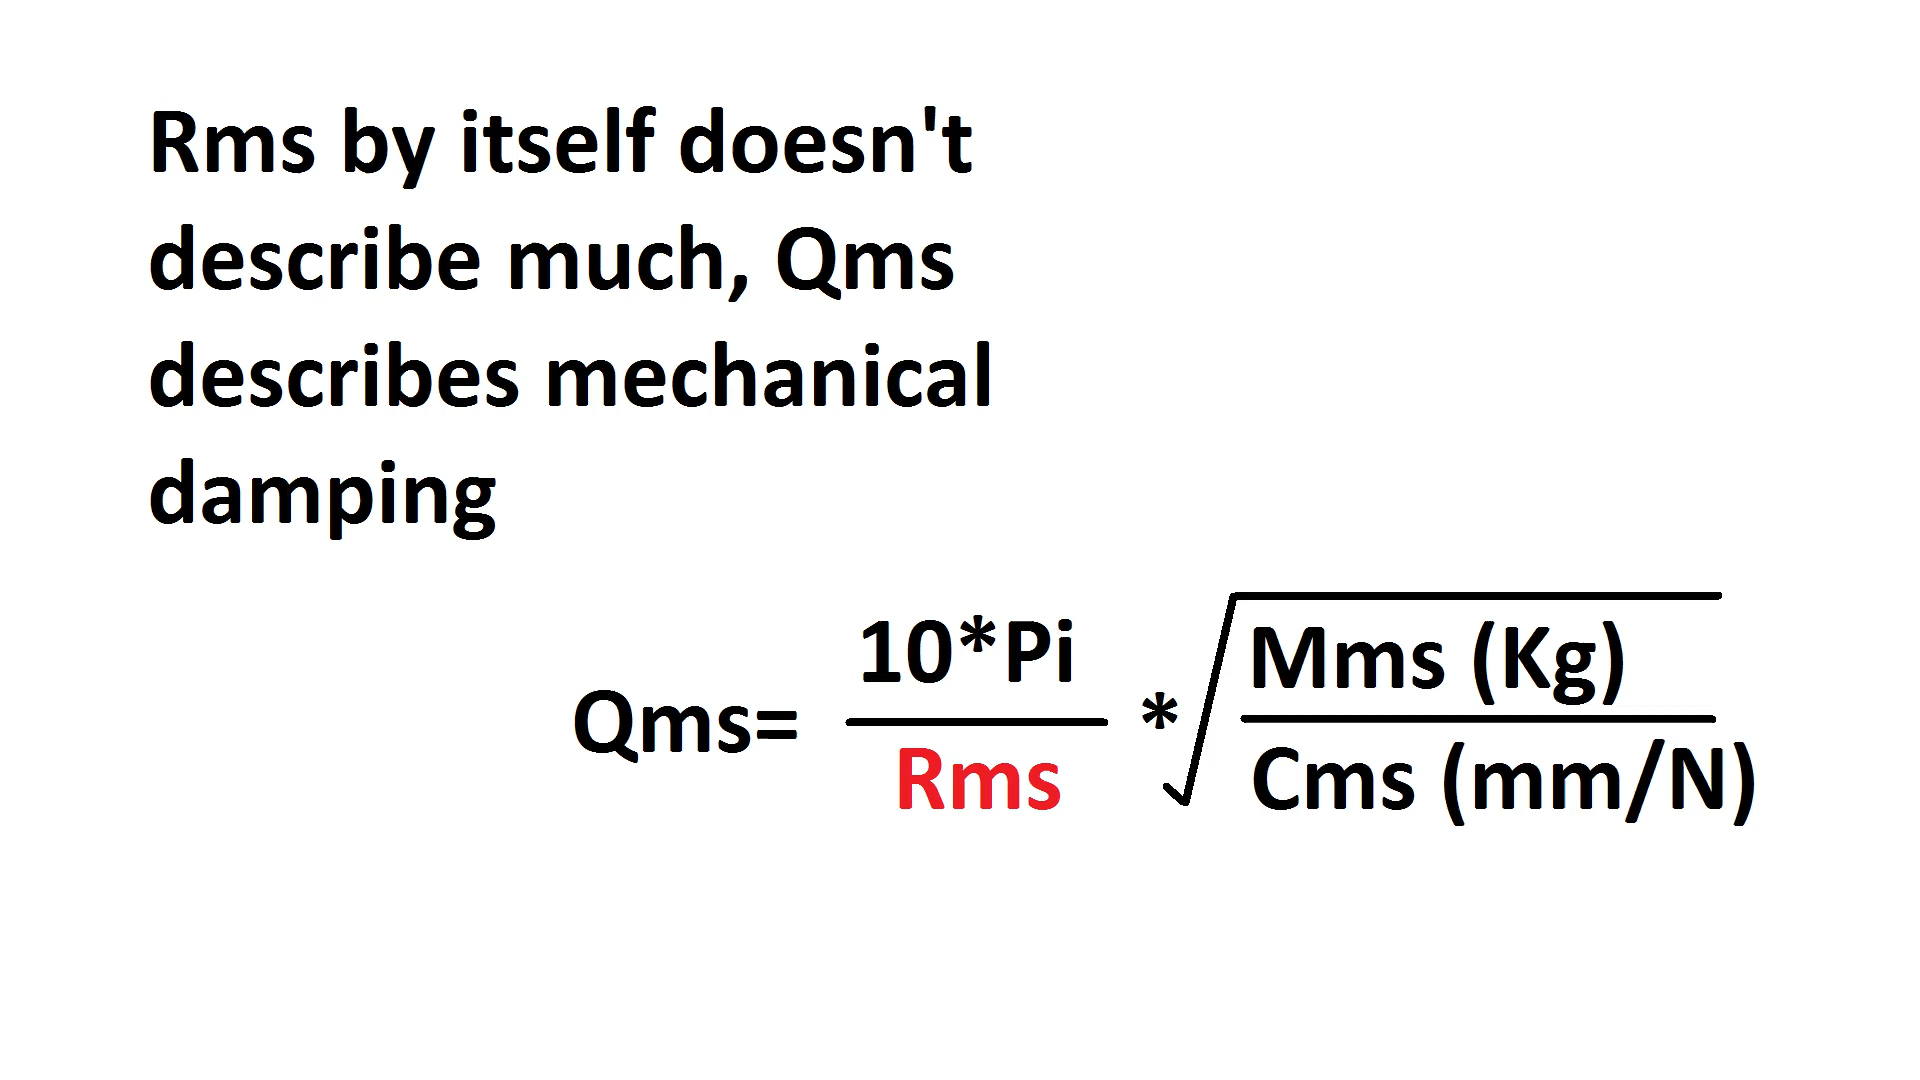 Rms by itself doesn't
describe much, Qms
describes mechanical
damping
Qms= 10*Pi / Rms * √ Mms (Kg) / Cms (mm/N)